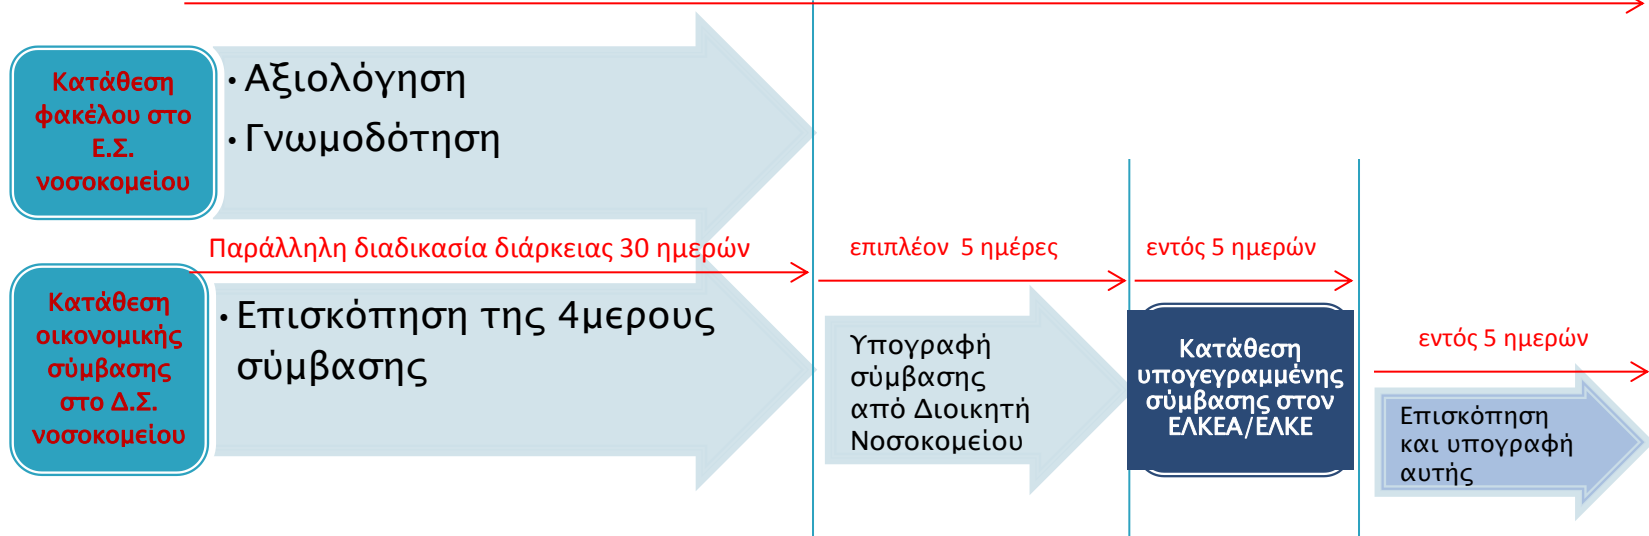 Κατάθεση
φακέλου στο
Ε.Σ.
νοσοκομείου
• Αξιολόγηση
• Γνωμοδότηση
Παράλληλη διαδικασία διάρκειας 30 ημερών
επιπλέον 5 ημέρες
εντός 5 ημερών
Κατάθεση
οικονομικής
σύμβασης
στο Δ.Σ.
νοσοκομείου
• Επισκόπηση της 4μερους
σύμβασης
Υπογραφή
σύμβασης
από Διοικητή
Νοσοκομείου
Κατάθεση
υπογεγραμμένης
σύμβασης στον
ΕΛΚΕΑ/ΕΛΚΕ
εντός 5 ημερών
Επισκόπηση
και υπογραφή
αυτής